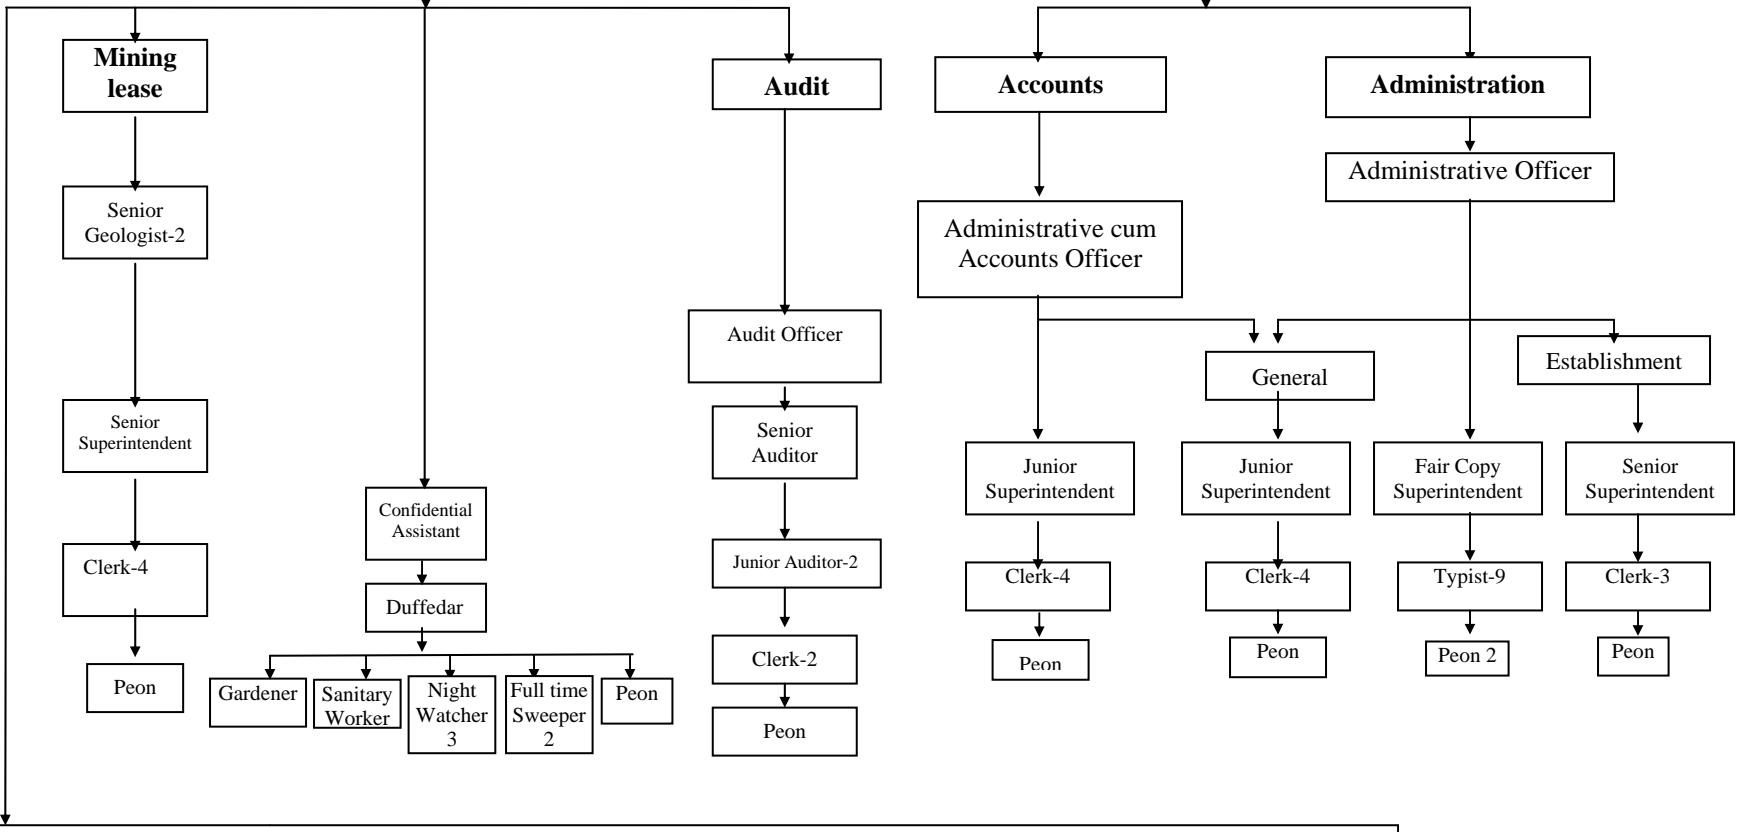 Mining
lease
Senior
Geologist-2
Senior
Superintendent
Clerk-4
Peon
Confidential
Assistant
Duffedar
Gardener
Sanitary
Worker
Night
Watcher
3
Full time
Sweeper
2
Peon
Audit
Audit Officer
Senior
Auditor
Junior Auditor-2
Clerk-2
Peon
Accounts
Administrative cum
Accounts Officer
Junior
Superintendent
Clerk-4
Peon
Administration
Administrative Officer
General
Junior
Superintendent
Clerk-4
Peon
Fair Copy
Superintendent
Typist-9
Peon 2
Establishment
Senior
Superintendent
Clerk-3
Peon